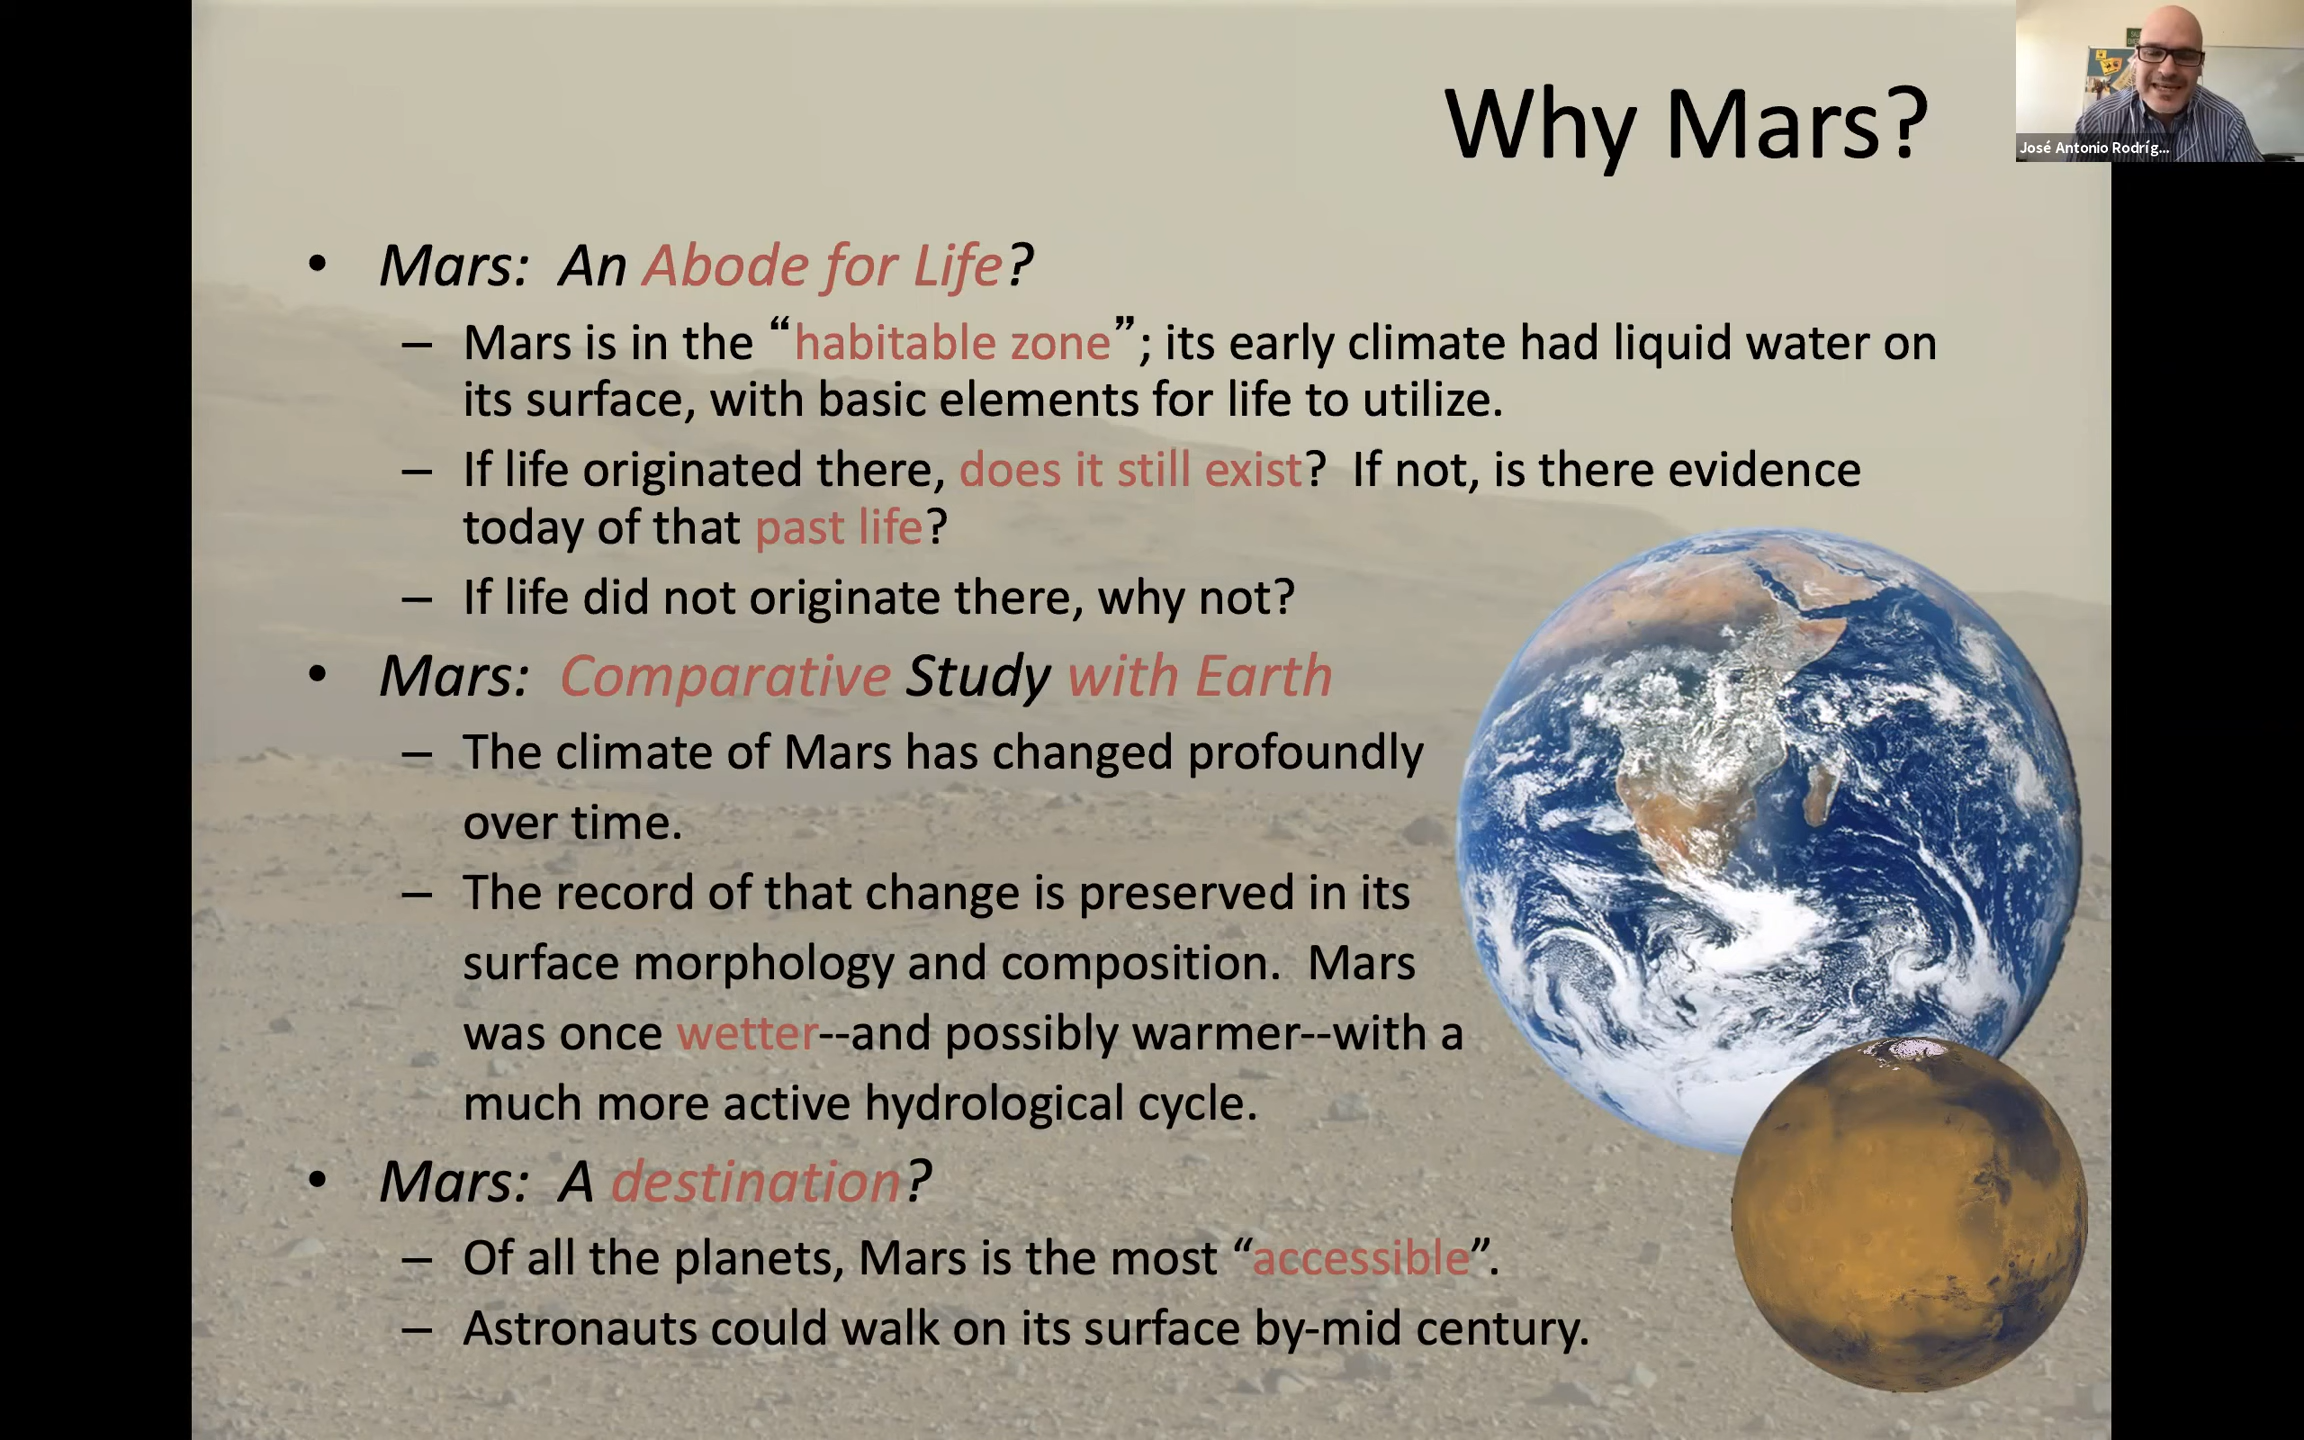 Why Mars?
José Antonio Rodríg...
• Mars: An Abode for Life?
– Mars is in the “habitable zone”; its early climate had liquid water on
its surface, with basic elements for life to utilize.
– If life originated there, does it still exist? If not, is there evidence
today of that past life?
– If life did not originate there, why not?
• Mars: Comparative Study with Earth
– The climate of Mars has changed profoundly
over time.
– The record of that change is preserved in its
surface morphology and composition. Mars
was once wetter--and possibly warmer--with a
much more active hydrological cycle.
• Mars: A destination?
– Of all the planets, Mars is the most “accessible”.
– Astronauts could walk on its surface by-mid century.